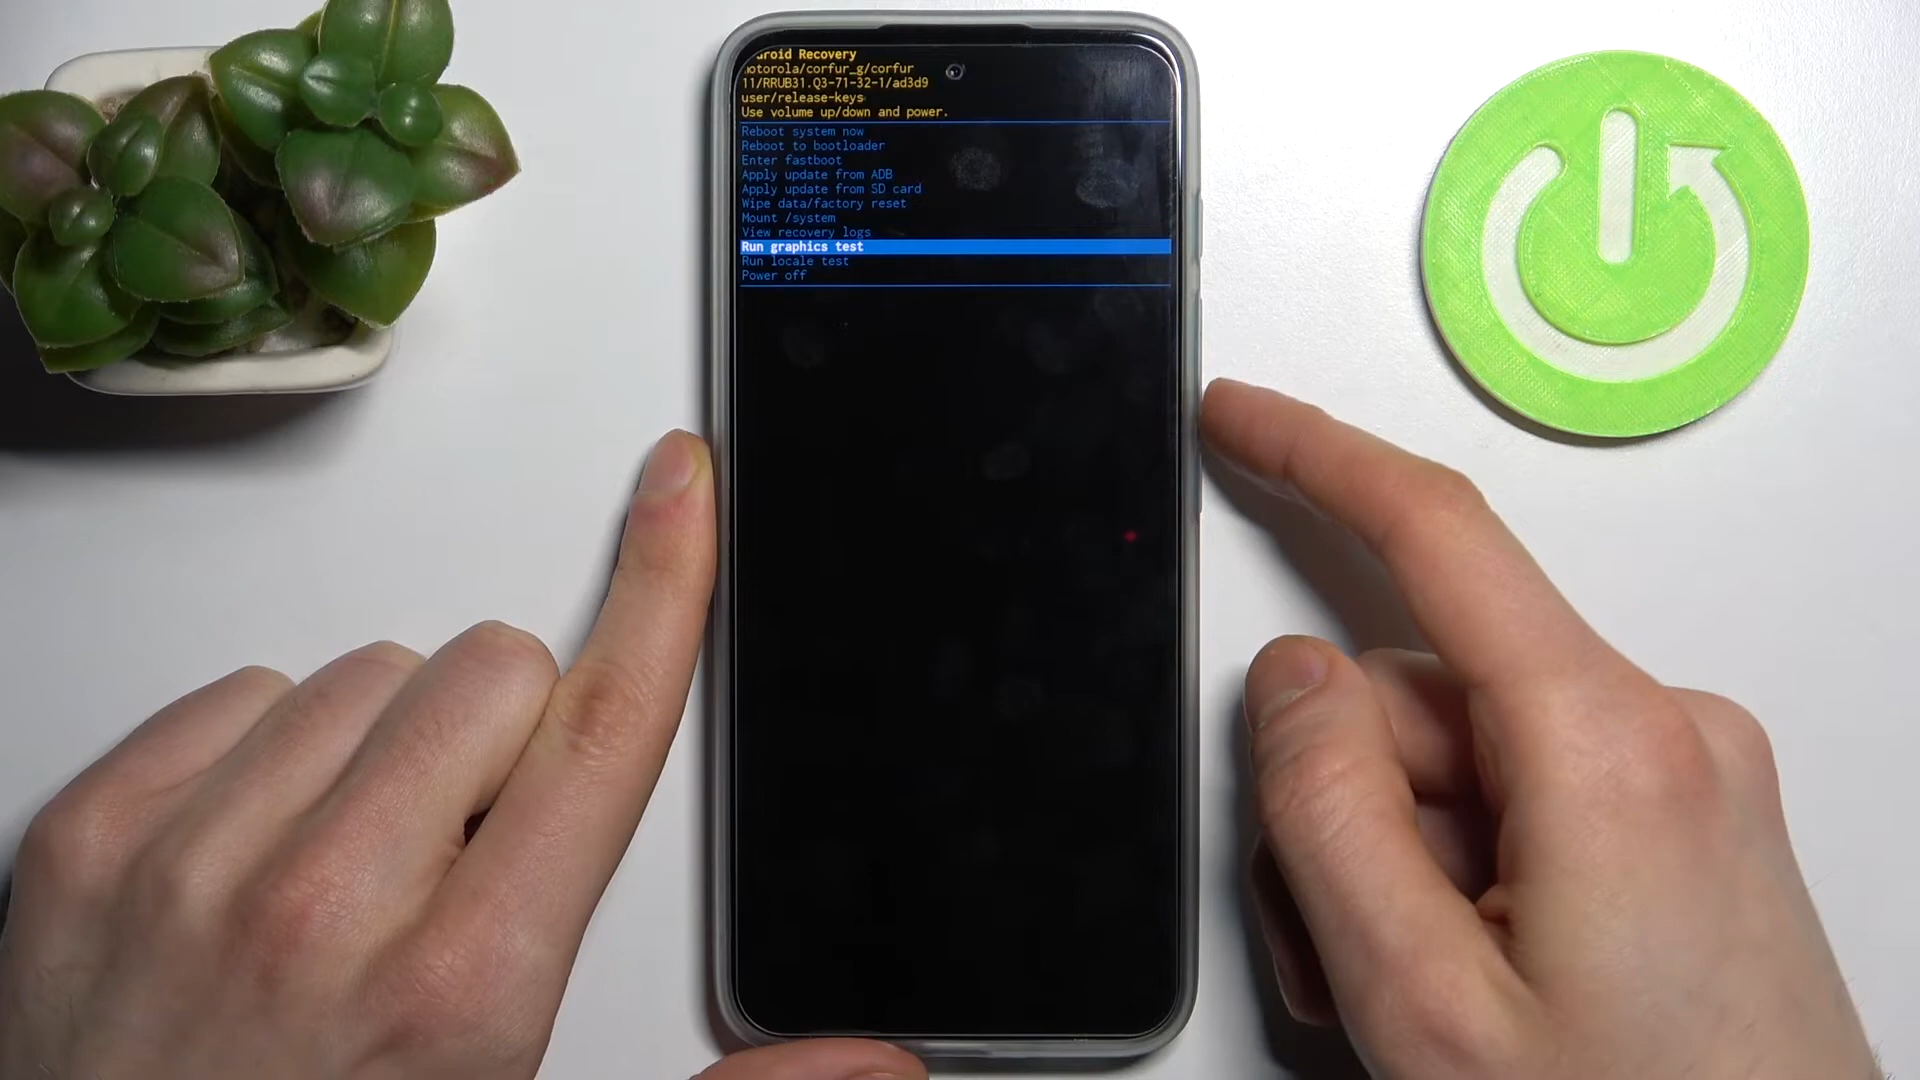 droid Recovery
motorola/corfur_g/corfur
11/RRUB31.Q3-71-32-1/ad3d9
user/release-keys
Use volume up/down and power.
Reboot system now
Reboot to bootloader
Enter fastboot
Apply update from ADB
Apply update from SD card
Wipe data/factory reset
Mount /system
View recovery logs
Run graphics test
Run locale test
Power off